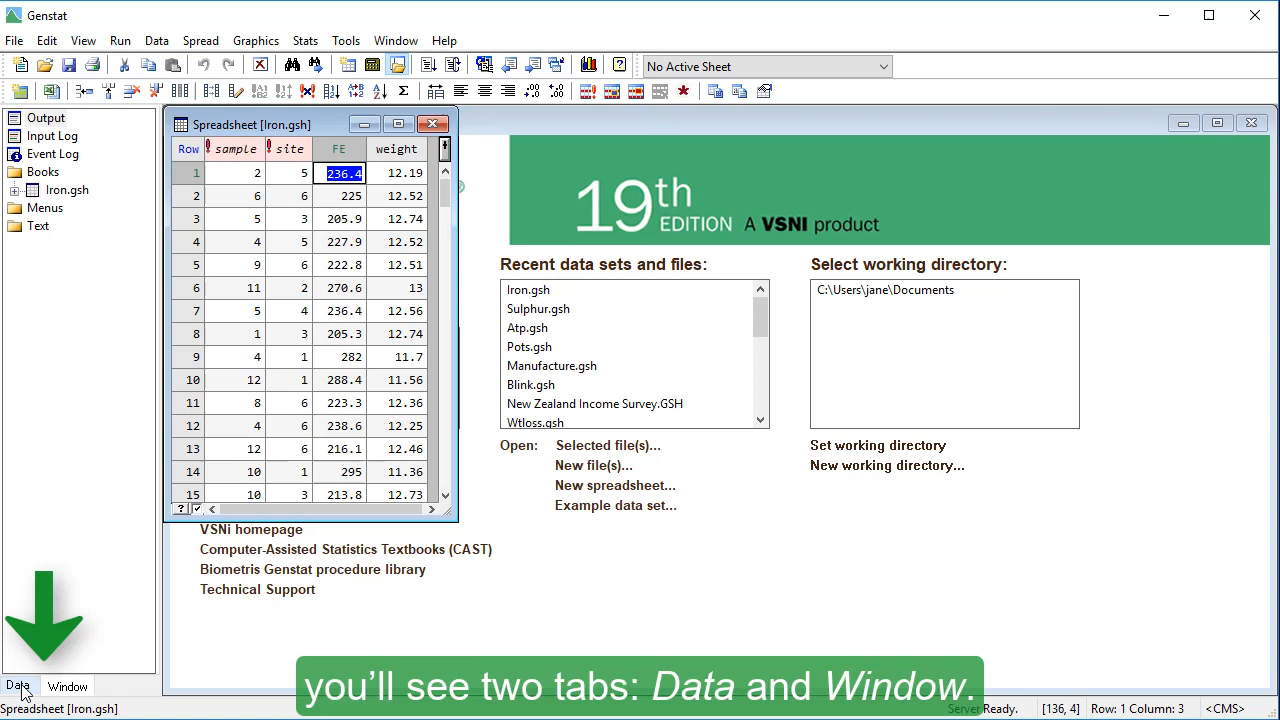 Genstat
File Edit View Run Data Spread Graphics Stats Tools Window Help
No Active Sheet
Output
Input Log
Event Log
Books
Iron.gsh
Menus
Text
Spreadsheet [Iron.gsh]
Row sample site FE weight
1 2 5 236.4 12.19
2 6 6 225 12.52
3 5 3 205.9 12.74
4 4 5 227.9 12.52
5 9 6 222.8 12.51
6 11 2 270.6 13
7 5 4 236.4 12.56
8 1 3 205.3 12.74
9 4 1 282 11.7
10 12 1 288.4 11.56
11 8 6 223.3 12.36
12 4 6 238.6 12.25
13 12 6 216.1 12.46
14 10 1 295 11.36
15 10 3 213.8 12.73
19th EDITION A VSNI product
Recent data sets and files:
Iron.gsh
Sulphur.gsh
Atp.gsh
Pots.gsh
Manufacture.gsh
Blink.gsh
New Zealand Income Survey.GSH
Wtloss.gsh
Open: Selected file(s)...
New file(s)...
New spreadsheet...
Example data set...
Select working directory:
C:\Users\jane\Documents
Set working directory
New working directory...
VSNi homepage
Computer-Assisted Statistics Textbooks (CAST)
Biometris Genstat procedure library
Technical Support
Data Window
you'll see two tabs: Data and Window.
Spreadsheet [Iron.gsh] Server Ready. [136, 4] Row: 1 Column: 3 <CMS>